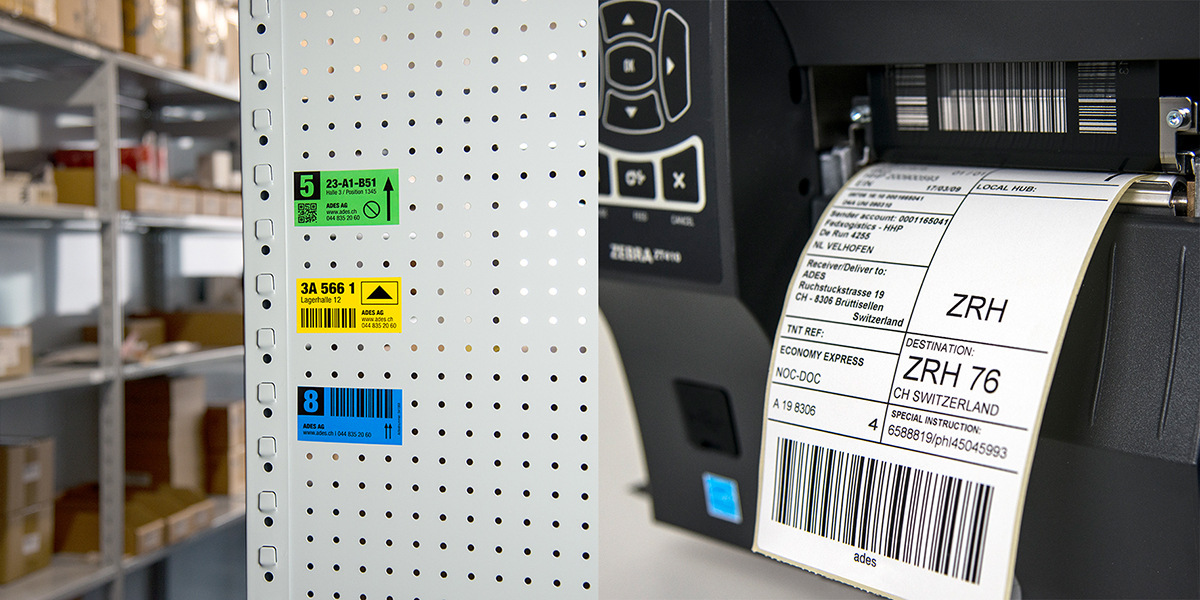 5
23-A1-B51
Halle 3 / Position 1345
ADES AG
www.ades.ch
044 835 20 60
3A 566 1
Lagerhalle 12
ADES AG
www.ades.ch
044 835 20 60
8
ADES AG
www.ades.ch | 044 835 20 60
OK
FEED
CANCEL
ZEBRA ZT410
17/03/09
LOCAL HUB:
Sender account: 0001165041
Fedxogistics - HHP
De Run 4255
NL VELHOFEN
Receiver/Deliver to:
ADES
Ruchstuckstrasse 19
CH - 8306 Brüttisellen
Switzerland
ZRH
TNT REF:
DESTINATION:
ECONOMY EXPRESS
ZRH 76
NOC-DOC
CH SWITZERLAND
A 19 8306
4
SPECIAL INSTRUCTION:
6588819/phl45045993
ades